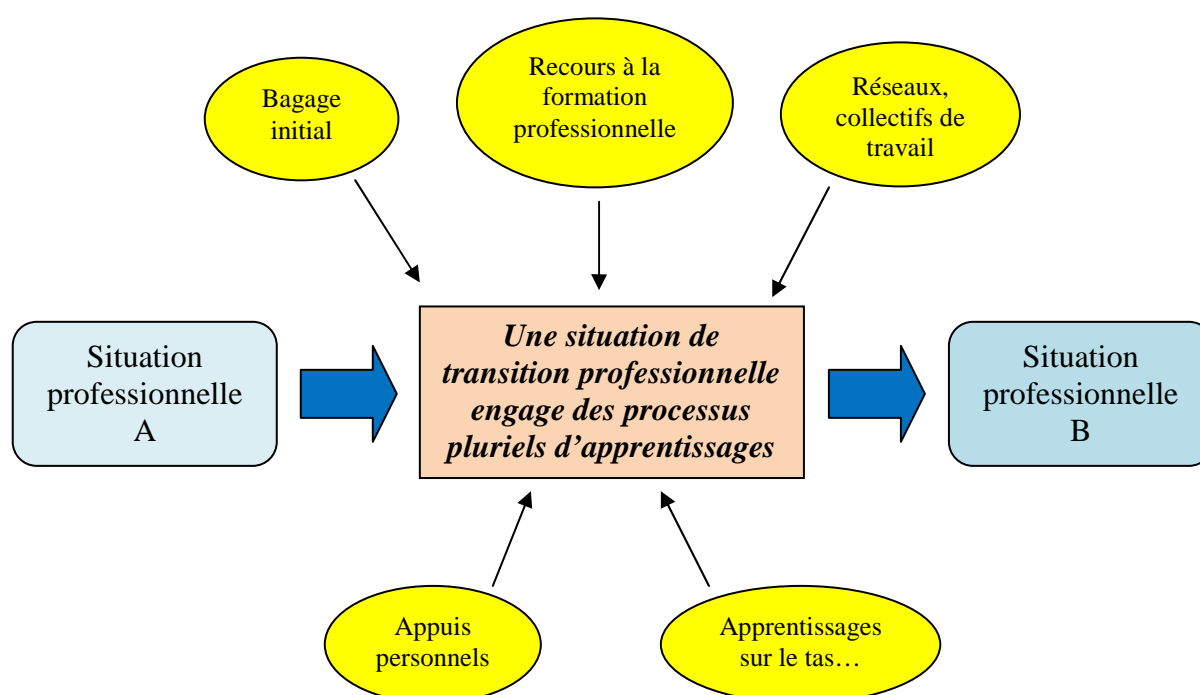 Bagage
initial
Recours à la
formation
professionnelle
Réseaux,
collectifs de
travail
Situation
professionnelle
A
Une situation de
transition professionnelle
engage des processus
pluriels d’apprentissages
Situation
professionnelle
B
Appuis
personnels
Apprentissages
sur le tas…